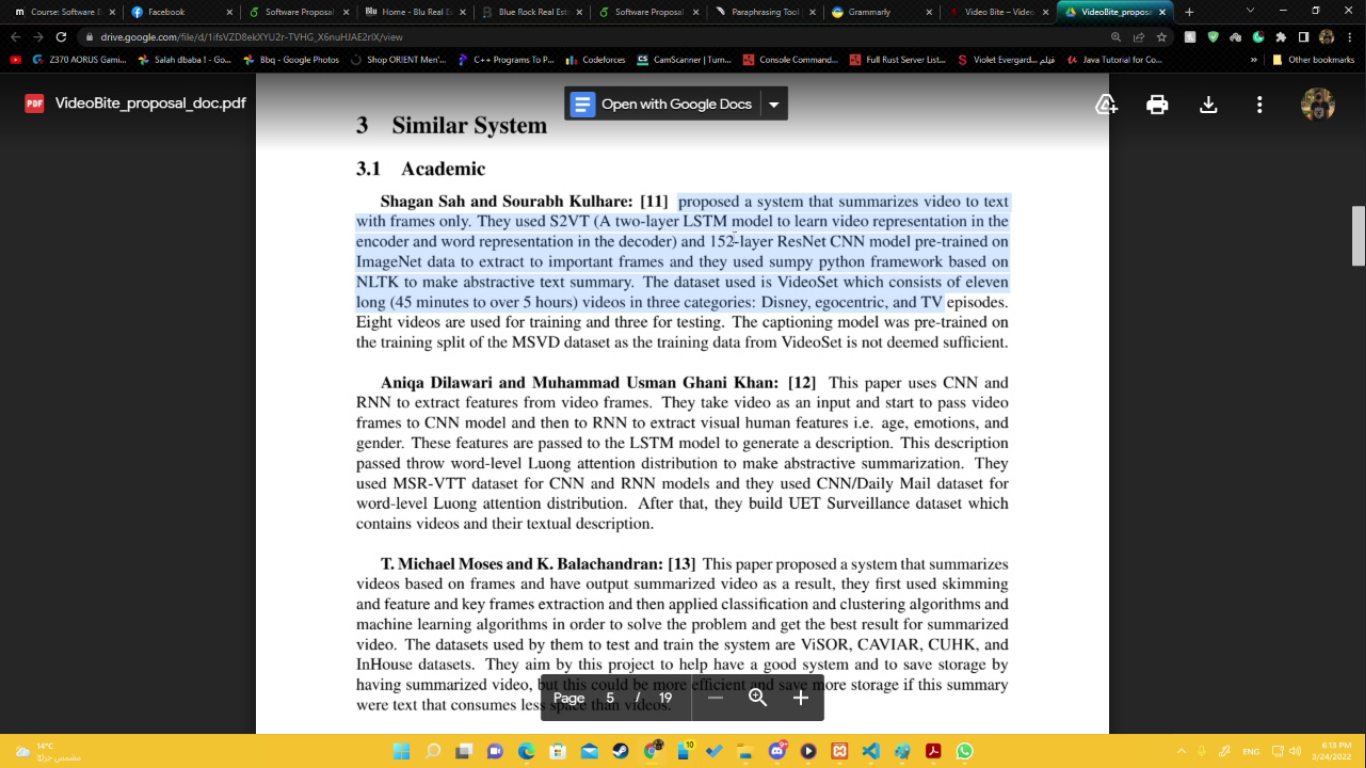 Course: Software E
Facebook
Software Proposal
Home - Blu Real Es
Blue Rock Real Esta
Software Proposal
Paraphrasing Tool
Grammarly
Video Bite – Video
VideoBite_proposa
drive.google.com/file/d/1ifsVZD8ekXYU2r-TVHG_X6nuHJAE2rIX/view
Z370 AORUS Gami...
Salah dbaba ! - Goo...
Bbq - Google Photos
Shop ORIENT Men'...
C++ Programs To P...
Codeforces
CamScanner | Turn...
Console Command...
Full Rust Server List...
Violet Evergard... فيلم
Java Tutorial for Co...
»
Other bookmarks
PDF
VideoBite_proposal_doc.pdf
Open with Google Docs
3 Similar System
3.1 Academic
Shagan Sah and Sourabh Kulhare: [11] proposed a system that summarizes video to text
with frames only. They used S2VT (A two-layer LSTM model to learn video representation in the
encoder and word representation in the decoder) and 152-layer ResNet CNN model pre-trained on
ImageNet data to extract to important frames and they used sumpy python framework based on
NLTK to make abstractive text summary. The dataset used is VideoSet which consists of eleven
long (45 minutes to over 5 hours) videos in three categories: Disney, egocentric, and TV episodes.
Eight videos are used for training and three for testing. The captioning model was pre-trained on
the training split of the MSVD dataset as the training data from VideoSet is not deemed sufficient.
Aniqa Dilawari and Muhammad Usman Ghani Khan: [12] This paper uses CNN and
RNN to extract features from video frames. They take video as an input and start to pass video
frames to CNN model and then to RNN to extract visual human features i.e. age, emotions, and
gender. These features are passed to the LSTM model to generate a description. This description
passed throw word-level Luong attention distribution to make abstractive summarization. They
used MSR-VTT dataset for CNN and RNN models and they used CNN/Daily Mail dataset for
word-level Luong attention distribution. After that, they build UET Surveillance dataset which
contains videos and their textual description.
T. Michael Moses and K. Balachandran: [13] This paper proposed a system that summarizes
videos based on frames and have output summarized video as a result, they first used skimming
and feature and key frames extraction and then applied classification and clustering algorithms and
machine learning algorithms in order to solve the problem and get the best result for summarized
video. The datasets used by them to test and train the system are ViSOR, CAVIAR, CUHK, and
InHouse datasets. They aim by this project to help have a good system and to save storage by
having summarized video, but this could be more efficient and save more storage if this summary
were text that consumes less space than videos.
Page 5 / 19
14°C
مشمس جزئيًا
10
ENG
6:13 PM
3/24/2022